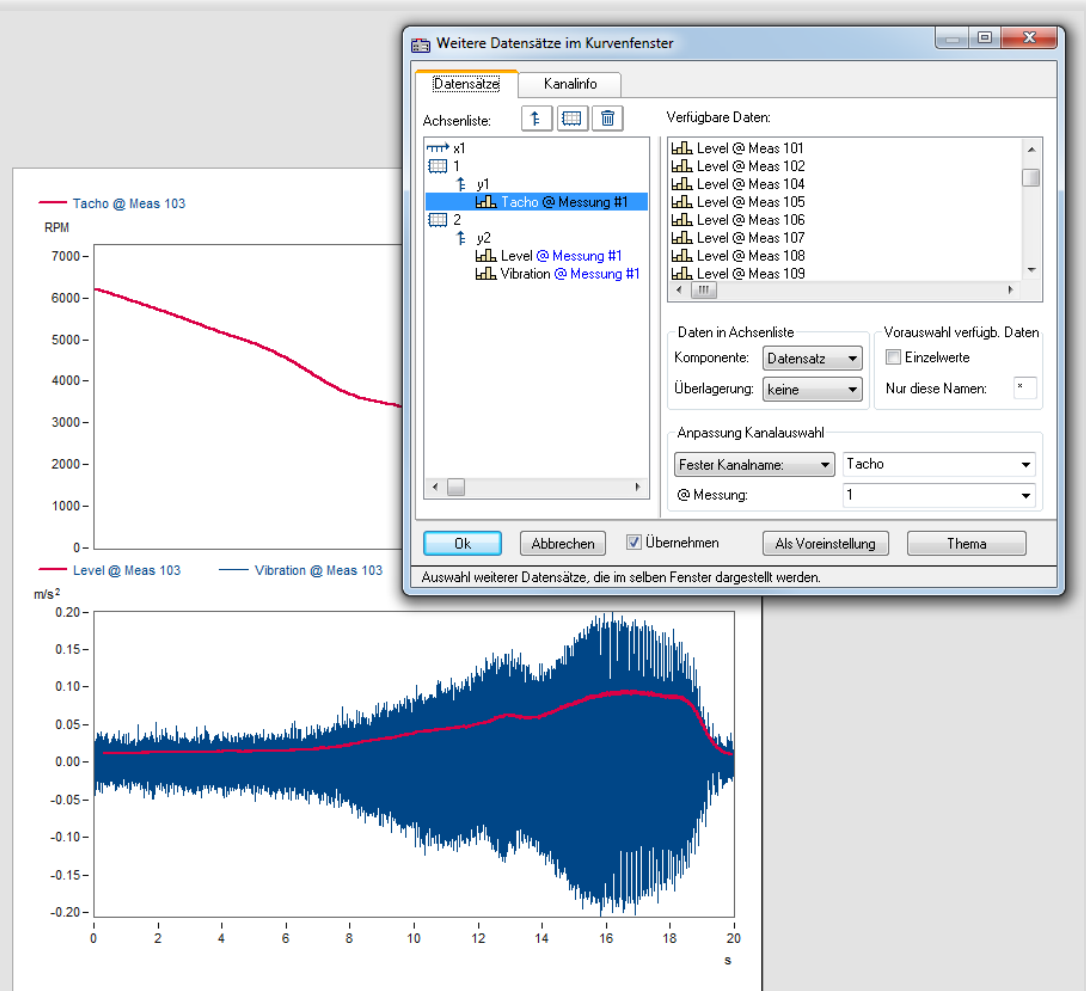 Weitere Datensätze im Kurvenfenster
Datensätze
Kanalinfo
Achsenliste:
x1
1
y1
Tacho @ Messung #1
2
y2
Level @ Messung #1
Vibration @ Messung #1
Verfügbare Daten:
Level @ Meas 101
Level @ Meas 102
Level @ Meas 104
Level @ Meas 105
Level @ Meas 106
Level @ Meas 107
Level @ Meas 108
Level @ Meas 109
Daten in Achsenliste
Komponente: Datensatz
Überlagerung: keine
Vorauswahl verfügb. Daten
Einzelwerte
Nur diese Namen: *
Anpassung Kanalauswahl
Fester Kanalname: Tacho
@ Messung: 1
Ok
Abbrechen
Übernehmen
Als Voreinstellung
Thema
Auswahl weiterer Datensätze, die im selben Fenster dargestellt werden.
Tacho @ Meas 103
RPM
7000
6000
5000
4000
3000
2000
1000
0
Level @ Meas 103 Vibration @ Meas 103
m/s²
0.20
0.15
0.10
0.05
0.00
-0.05
-0.10
-0.15
-0.20
0 2 4 6 8 10 12 14 16 18 20
s